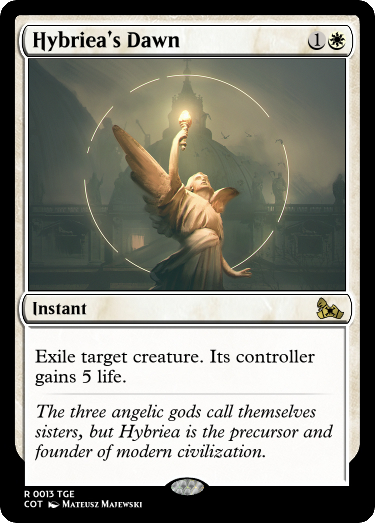 Hybriea's Dawn 1
Instant
Exile target creature. Its controller
gains 5 life.
The three angelic gods call themselves
sisters, but Hybriea is the precursor and
founder of modern civilization.
R 0013 TGE
COT Mateusz Majewski